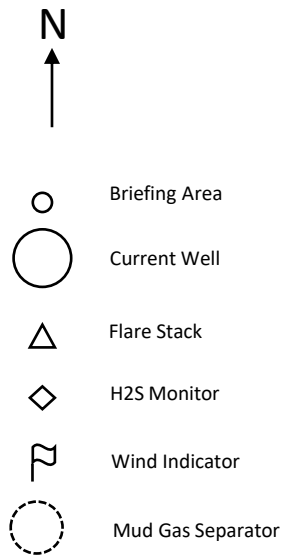 N
Briefing Area
Current Well
Flare Stack
H2S Monitor
Wind Indicator
Mud Gas Separator